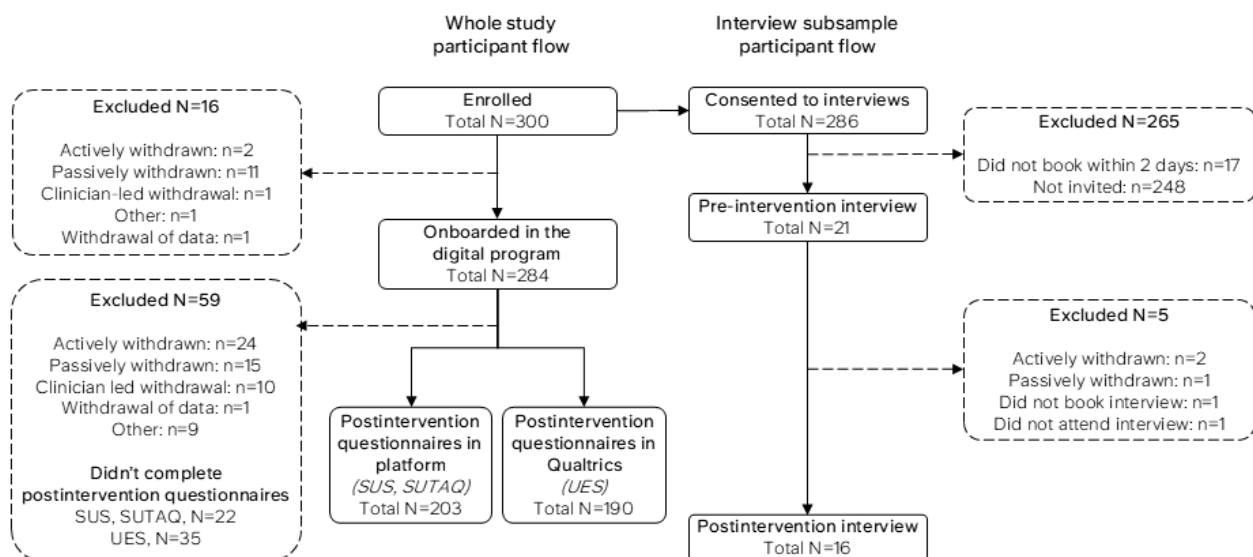 Whole study
participant flow
Interview subsample
participant flow
Excluded N=16
Actively withdrawn: n=2
Passively withdrawn: n=11
Clinician-led withdrawal: n=1
Other: n=1
Withdrawal of data: n=1
Enrolled
Total N=300
Consented to interviews
Total N=286
Excluded N=265
Did not book within 2 days: n=17
Not invited: n=248
Pre-intervention interview
Total N=21
Onboarded in the
digital program
Total N=284
Excluded N=59
Actively withdrawn: n=24
Passively withdrawn: n=15
Clinician led withdrawal: n=10
Withdrawal of data: n=1
Other: n=9
Didn't complete
postintervention questionnaires
SUS, SUTAQ, N=22
UES, N=35
Postintervention
questionnaires in
platform
(SUS, SUTAQ)
Total N=203
Postintervention
questionnaires in
Qualtrics
(UES)
Total N=190
Excluded N=5
Actively withdrawn: n=2
Passively withdrawn: n=1
Did not book interview: n=1
Did not attend interview: n=1
Postintervention interview
Total N=16